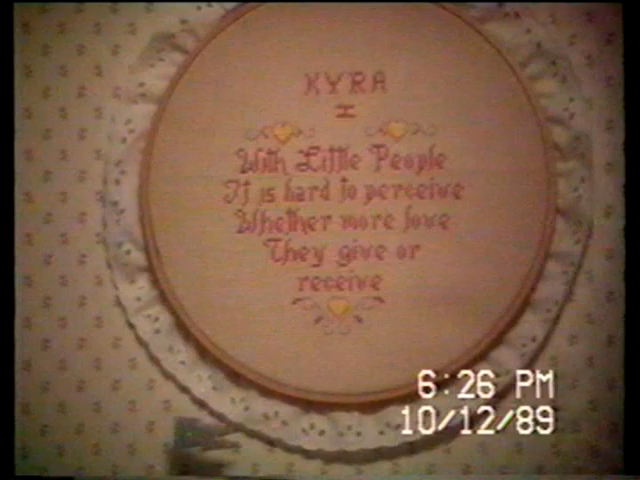 KYRA
I
With Little People
It is hard to perceive
Whether more love
They give or
receive
6:26 PM
10/12/89